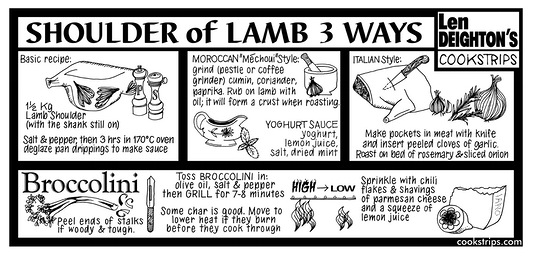 SHOULDER of LAMB 3 WAYS
Len
DEIGHTON'S
COOKSTRIPS
Basic recipe:
1½ Kg
Lamb Shoulder
(with the shank still on)
Salt & pepper, then 3 hrs in 170°C oven
deglaze pan drippings to make sauce
MOROCCAN "Méchoui" Style:
grind (pestle or coffee
grinder) cumin, coriander,
paprika. Rub on lamb with
oil; it will form a crust when roasting.
YOGHURT SAUCE
yoghurt,
lemon juice,
salt, dried mint
ITALIAN Style:
Make pockets in meat with knife
and insert peeled cloves of garlic.
Roast on bed of rosemary & sliced onion
Broccolini
Peel ends of stalks
if woody & tough.
Toss BROCCOLINI in:
olive oil, salt & pepper
then GRILL for 7-8 minutes
Some char is good. Move to
lower heat if they burn
before they cook through
HIGH → LOW
Sprinkle with chili
flakes & shavings
of parmesan cheese
and a squeeze of
lemon juice
cookstrips.com